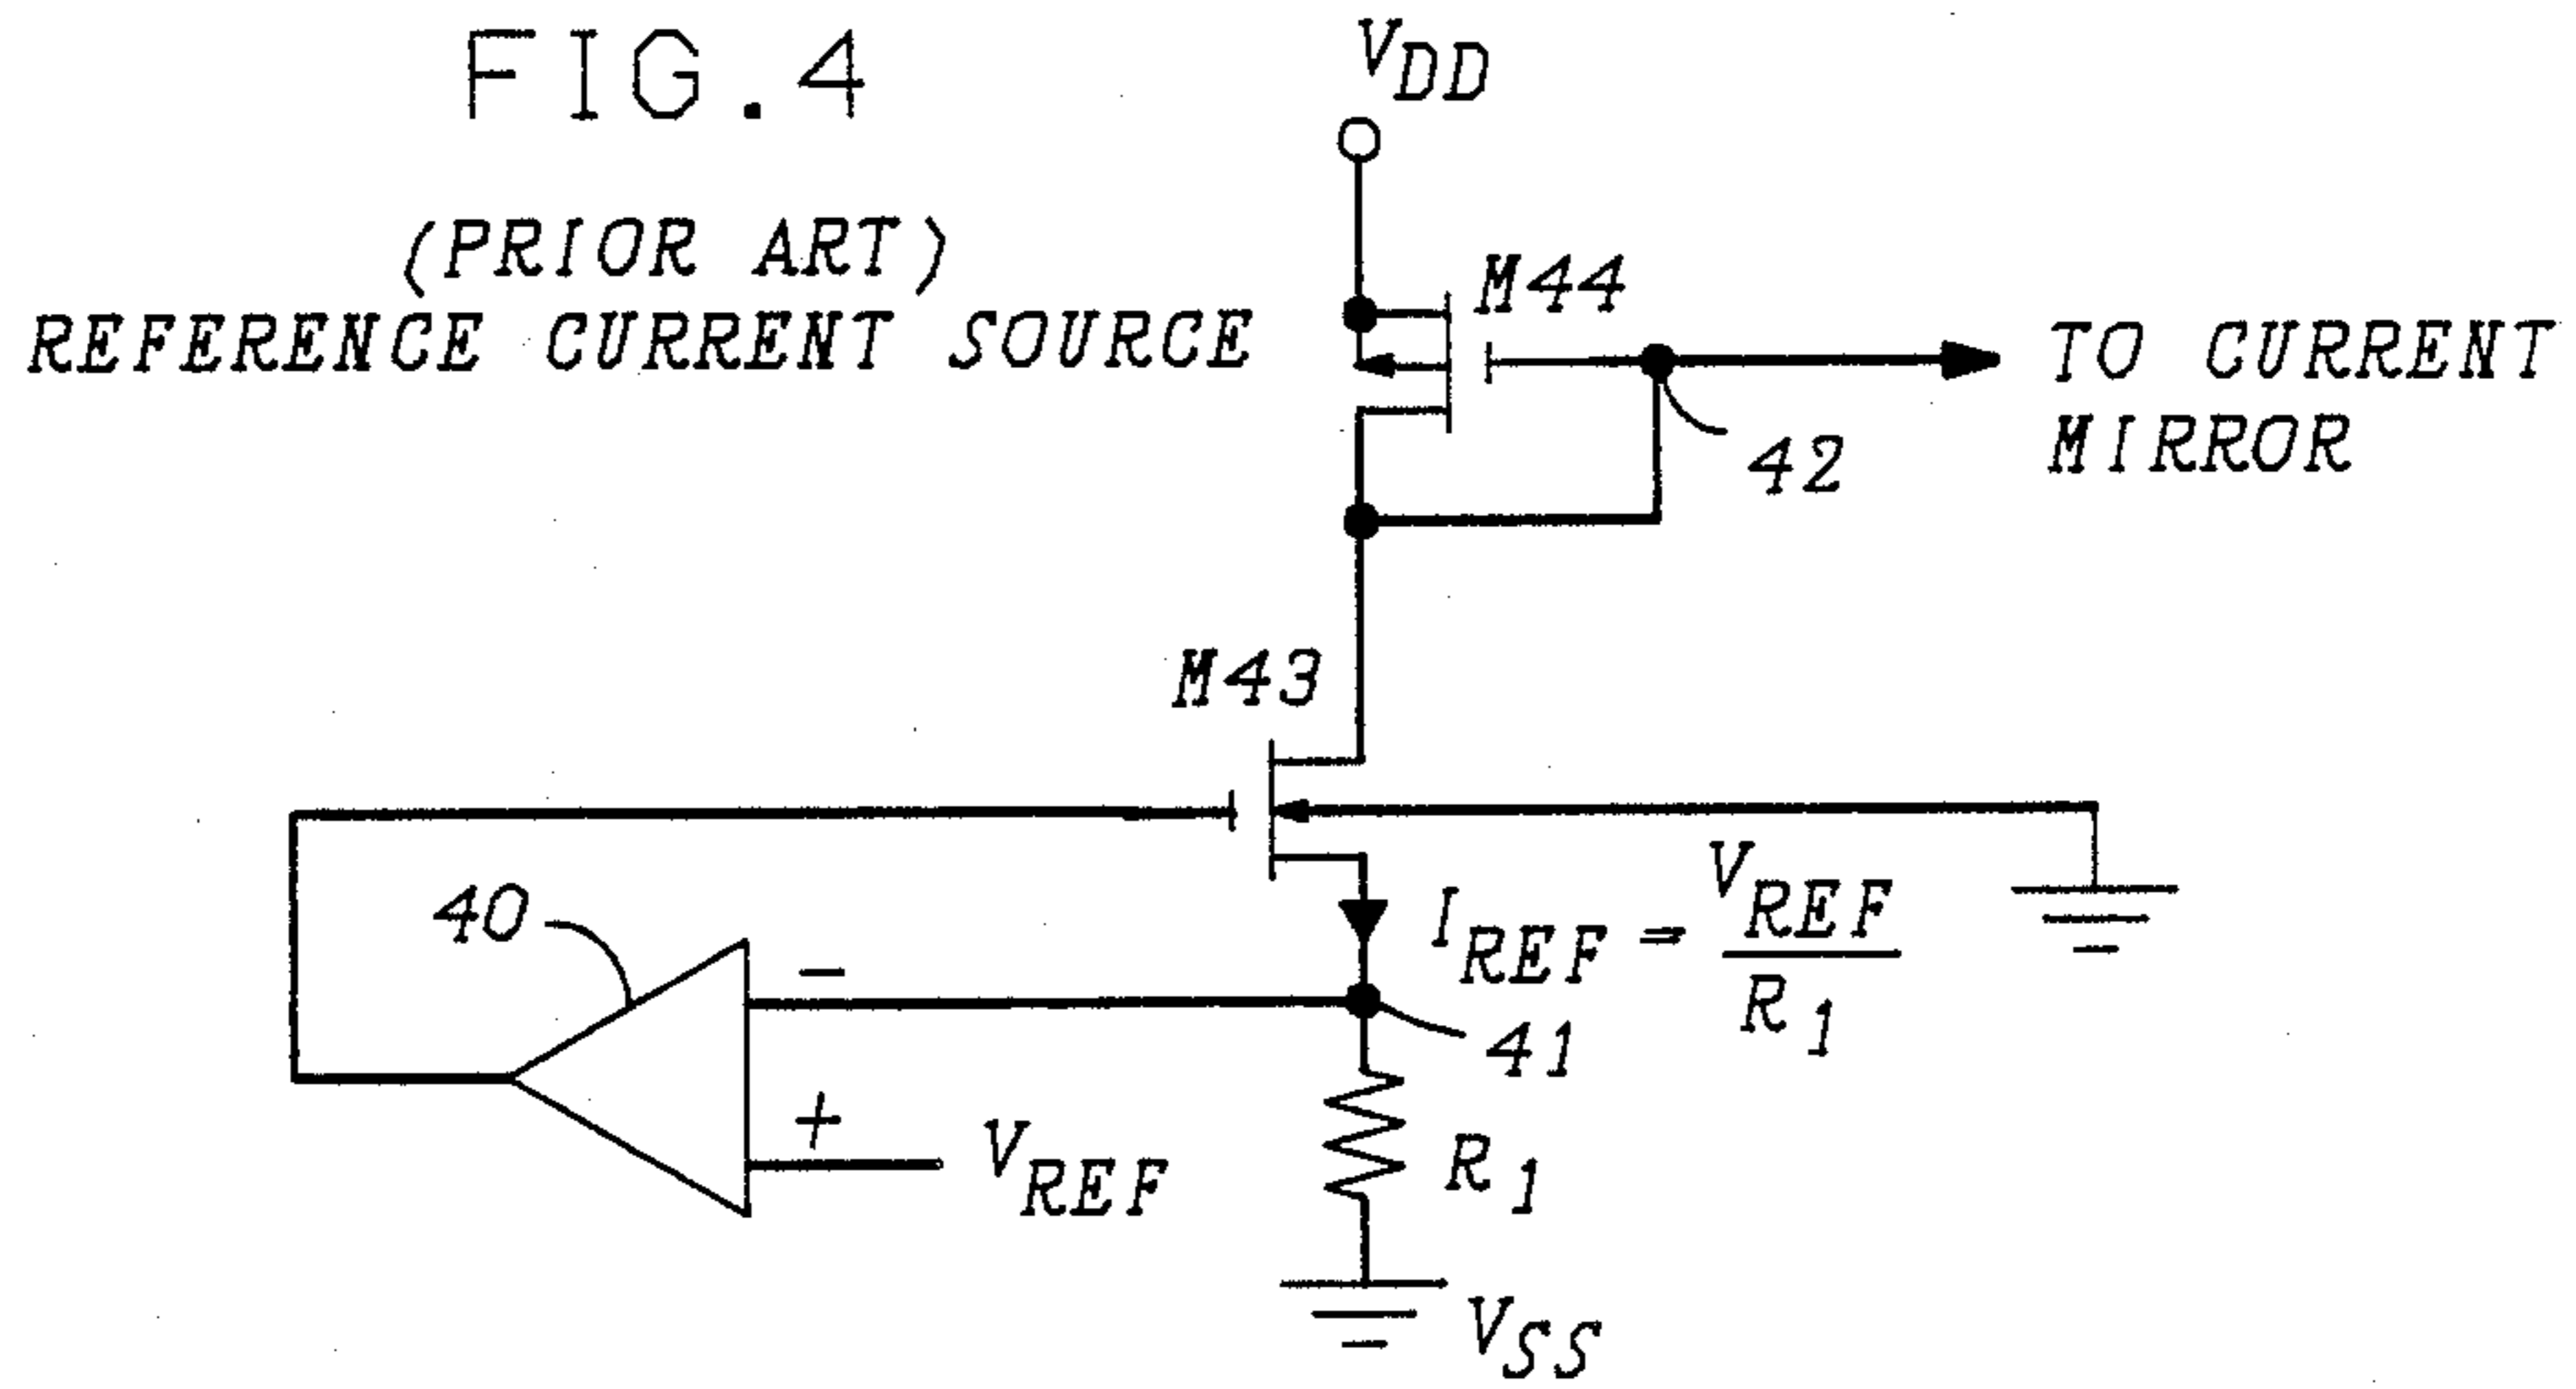 FIG.4
V_DD
(PRIOR ART)
REFERENCE CURRENT SOURCE
M44
TO CURRENT
MIRROR
42
M43
40
I_REF = V_REF / R_1
−
41
+
V_REF
R_1
V_SS